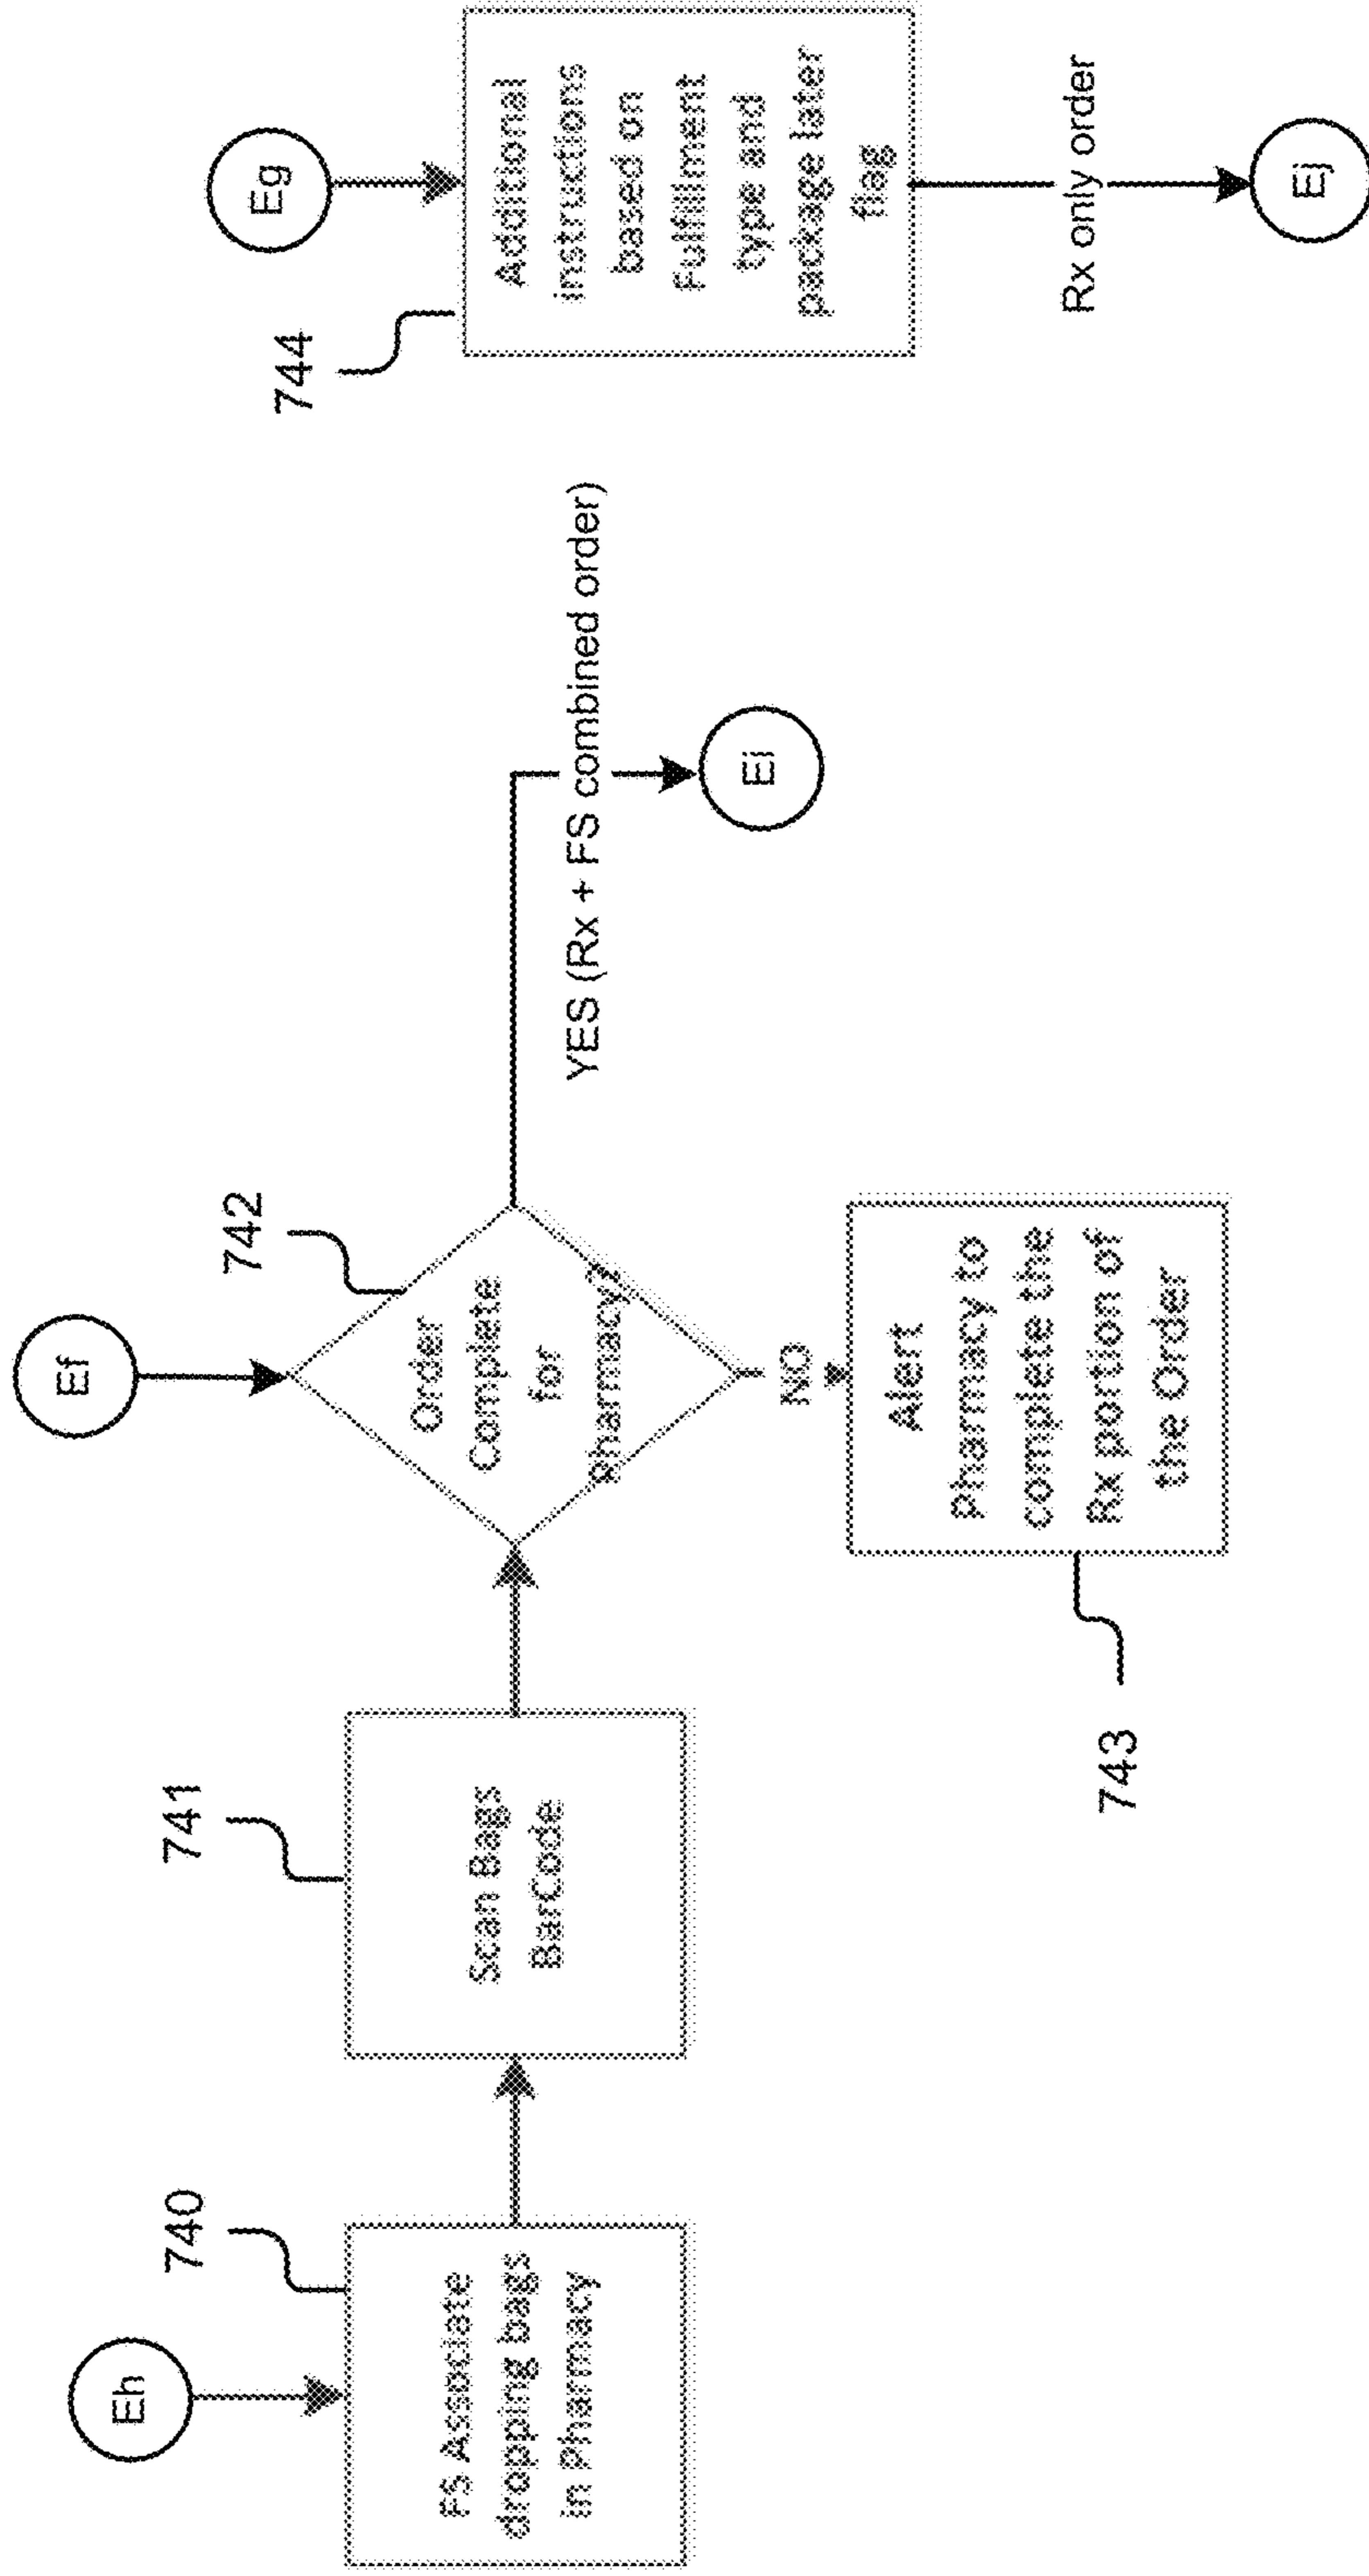 Eh
740
FS Associate
dropping bags
in Pharmacy
741
Scan Bags
BarCode
Ef
742
Order
Complete
for
Pharmacy?
YES (Rx + FS combined order)
Ei
NO
743
Alert
Pharmacy to
complete the
Rx portion of
the Order
Eg
744
Additional
instructions
based on
Fulfillment
type and
package later
flag
Rx only order
Ej